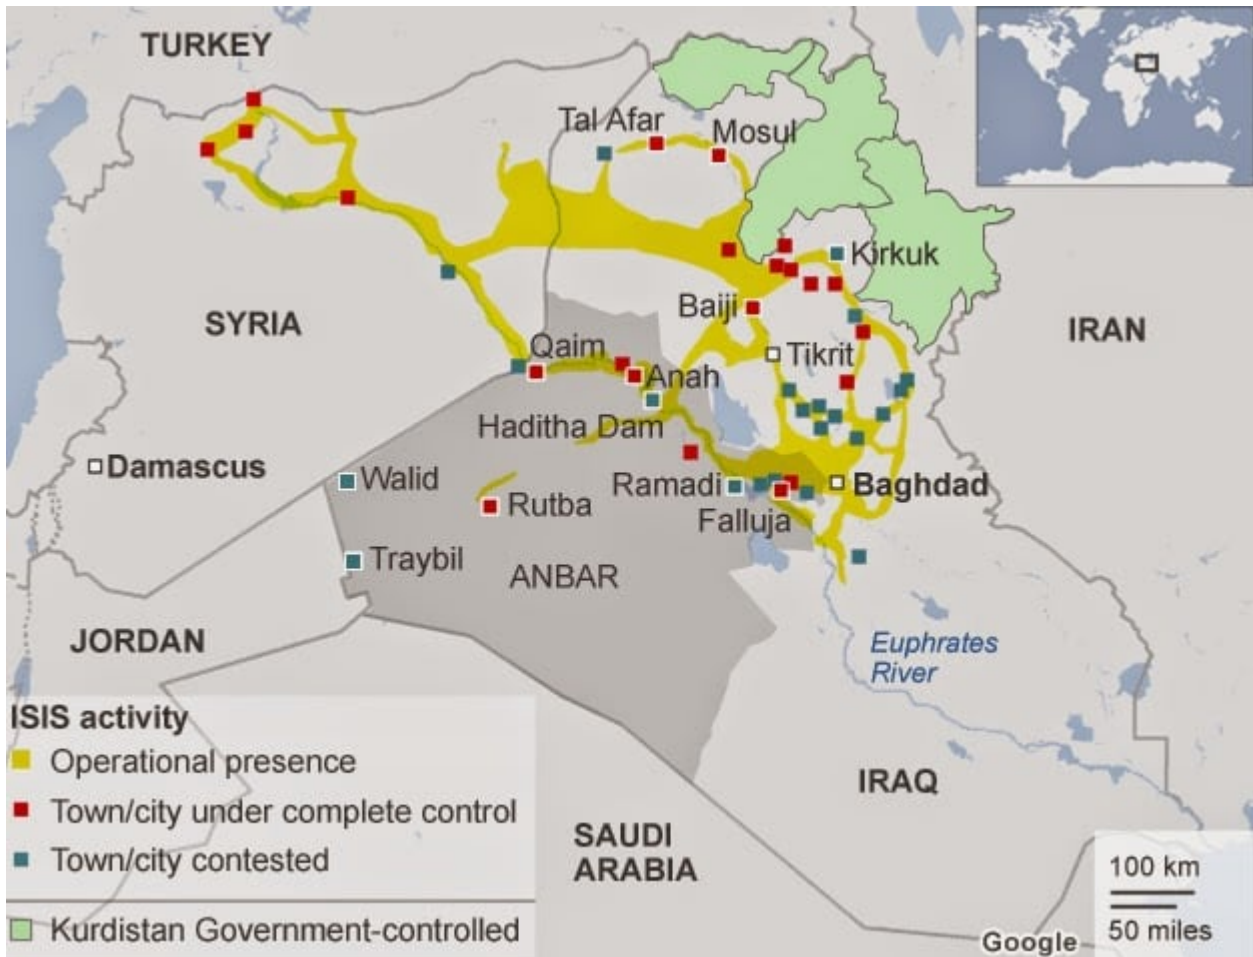 TURKEY
Tal Afar
Mosul
Kirkuk
Baiji
SYRIA
IRAN
Qaim
Tikrit
Anah
Haditha Dam
Damascus
Walid
Ramadi
Baghdad
Rutba
Falluja
Traybil
ANBAR
JORDAN
Euphrates
River
ISIS activity
Operational presence
Town/city under complete control
Town/city contested
Kurdistan Government-controlled
IRAQ
SAUDI
ARABIA
100 km
50 miles
Google